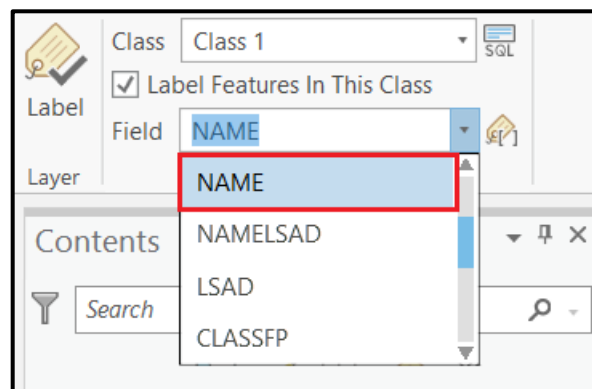 Class Class 1 SQL
Label Features In This Class
Label
Field NAME
Layer
NAME
Contents
NAMELSAD
LSAD
Search
CLASSFP